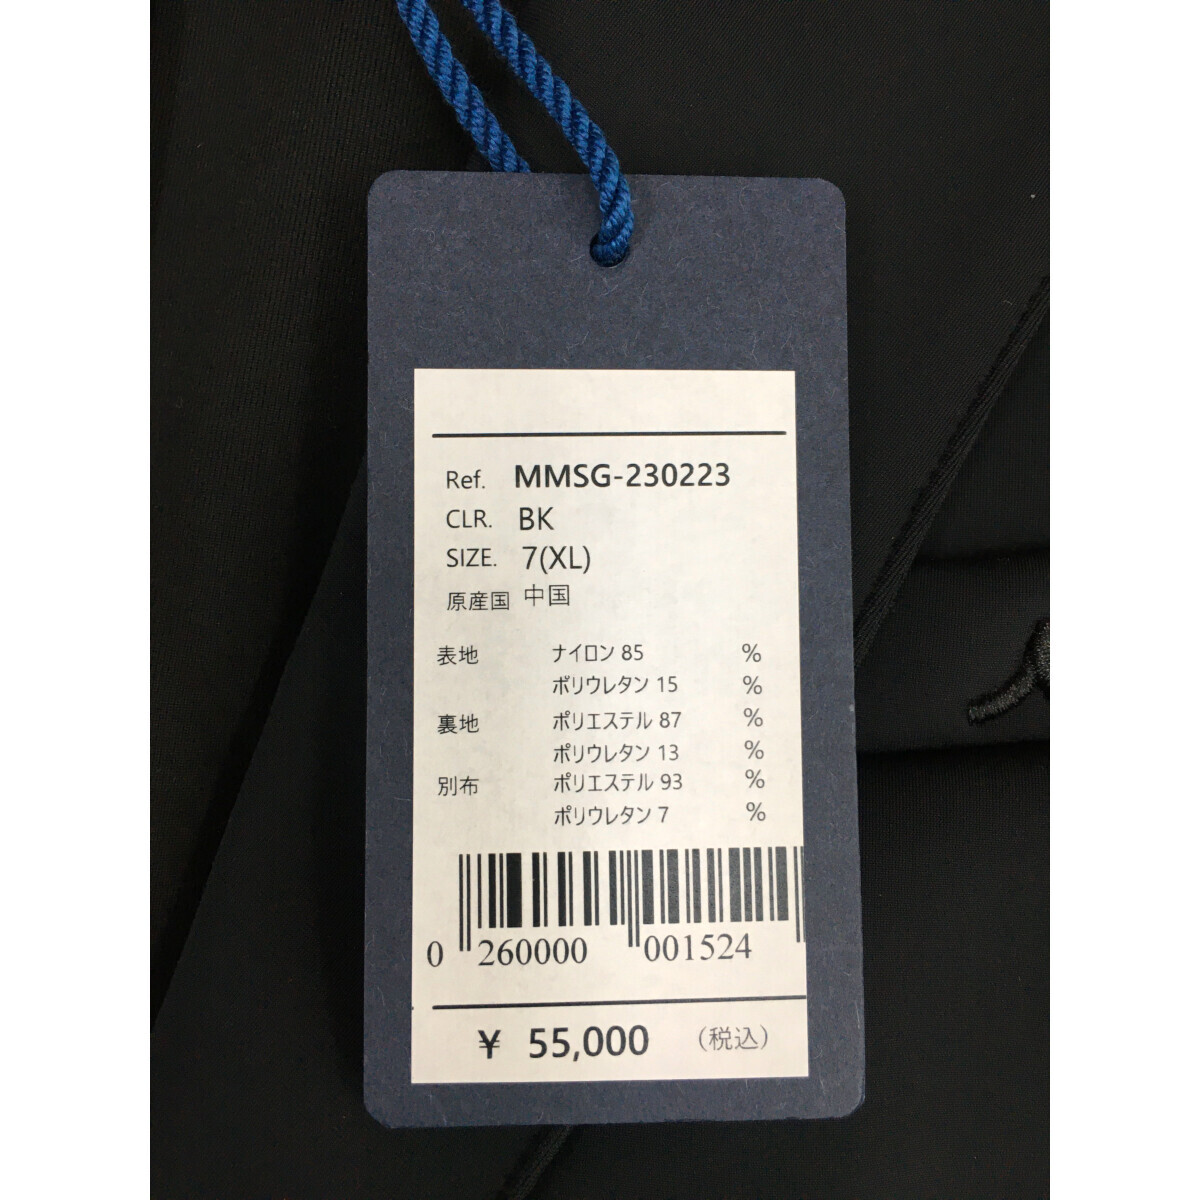 Ref. MMSG-230223
CLR. BK
SIZE. 7(XL)
原産国 中国
表地 ナイロン 85 %
ポリウレタン 15 %
裏地 ポリエステル 87 %
ポリウレタン 13 %
別布 ポリエステル 93 %
ポリウレタン 7 %
0 260000 001524
¥ 55,000 (税込)